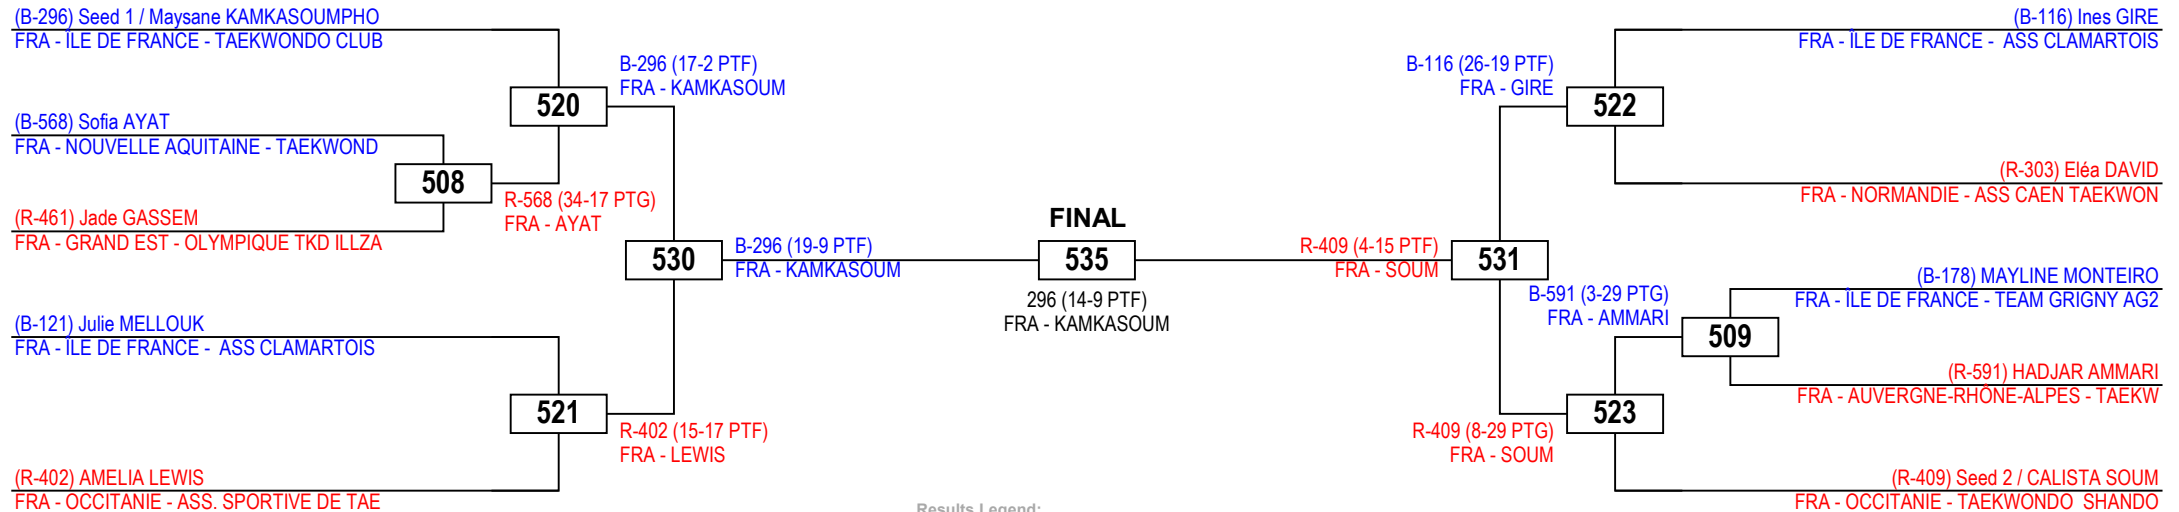 (B-296) Seed 1 / Maysane KAMKASOUMPHO
FRA - ÎLE DE FRANCE - TAEKWONDO CLUB
B-296 (17-2 PTF)
FRA - KAMKASOUM
520
(B-568) Sofia AYAT
FRA - NOUVELLE AQUITAINE - TAEKWOND
508
R-568 (34-17 PTG)
FRA - AYAT
(R-461) Jade GASSEM
FRA - GRAND EST - OLYMPIQUE TKD ILLZA
530
B-296 (19-9 PTF)
FRA - KAMKASOUM
(B-121) Julie MELLOUK
FRA - ÎLE DE FRANCE - ASS CLAMARTOIS
521
R-402 (15-17 PTF)
FRA - LEWIS
(R-402) AMELIA LEWIS
FRA - OCCITANIE - ASS. SPORTIVE DE TAE
FINAL
535
296 (14-9 PTF)
FRA - KAMKASOUM
(B-116) Ines GIRE
FRA - ÎLE DE FRANCE - ASS CLAMARTOIS
B-116 (26-19 PTF)
FRA - GIRE
522
(R-303) Eléa DAVID
FRA - NORMANDIE - ASS CAEN TAEKWON
R-409 (4-15 PTF)
FRA - SOUM
531
(B-178) MAYLINE MONTEIRO
FRA - ÎLE DE FRANCE - TEAM GRIGNY AG2
B-591 (3-29 PTG)
FRA - AMMARI
509
(R-591) HADJAR AMMARI
FRA - AUVERGNE-RHÔNE-ALPES - TAEKW
523
R-409 (8-29 PTG)
FRA - SOUM
(R-409) Seed 2 / CALISTA SOUM
FRA - OCCITANIE - TAEKWONDO SHANDO
Results Legend: